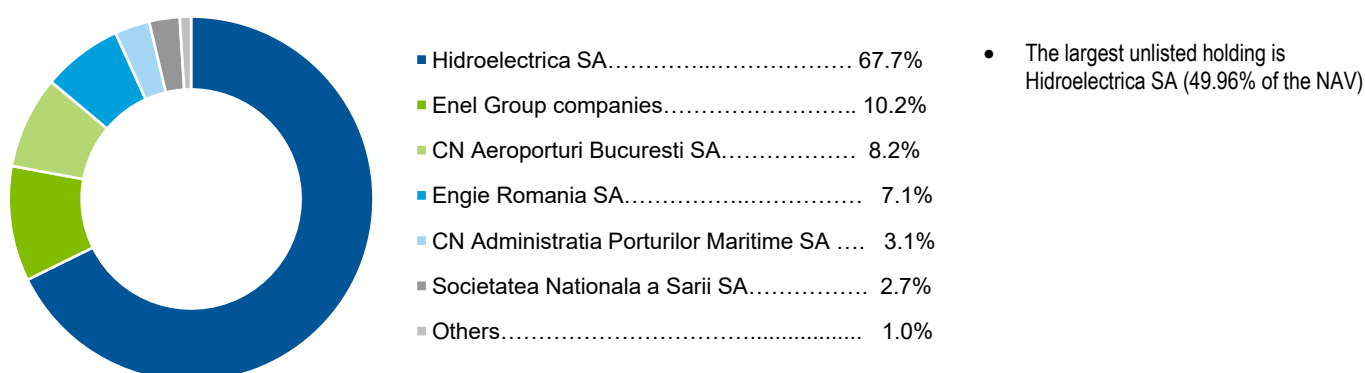 Hidroelectrica SA…………...……………… 67.7%
Enel Group companies…………………….. 10.2%
CN Aeroporturi Bucuresti SA……………… 8.2%
Engie Romania SA……………..…………… 7.1%
CN Administratia Porturilor Maritime SA …. 3.1%
Societatea Nationala a Sarii SA……………. 2.7%
Others…………………………….................. 1.0%
• The largest unlisted holding is
Hidroelectrica SA (49.96% of the NAV)